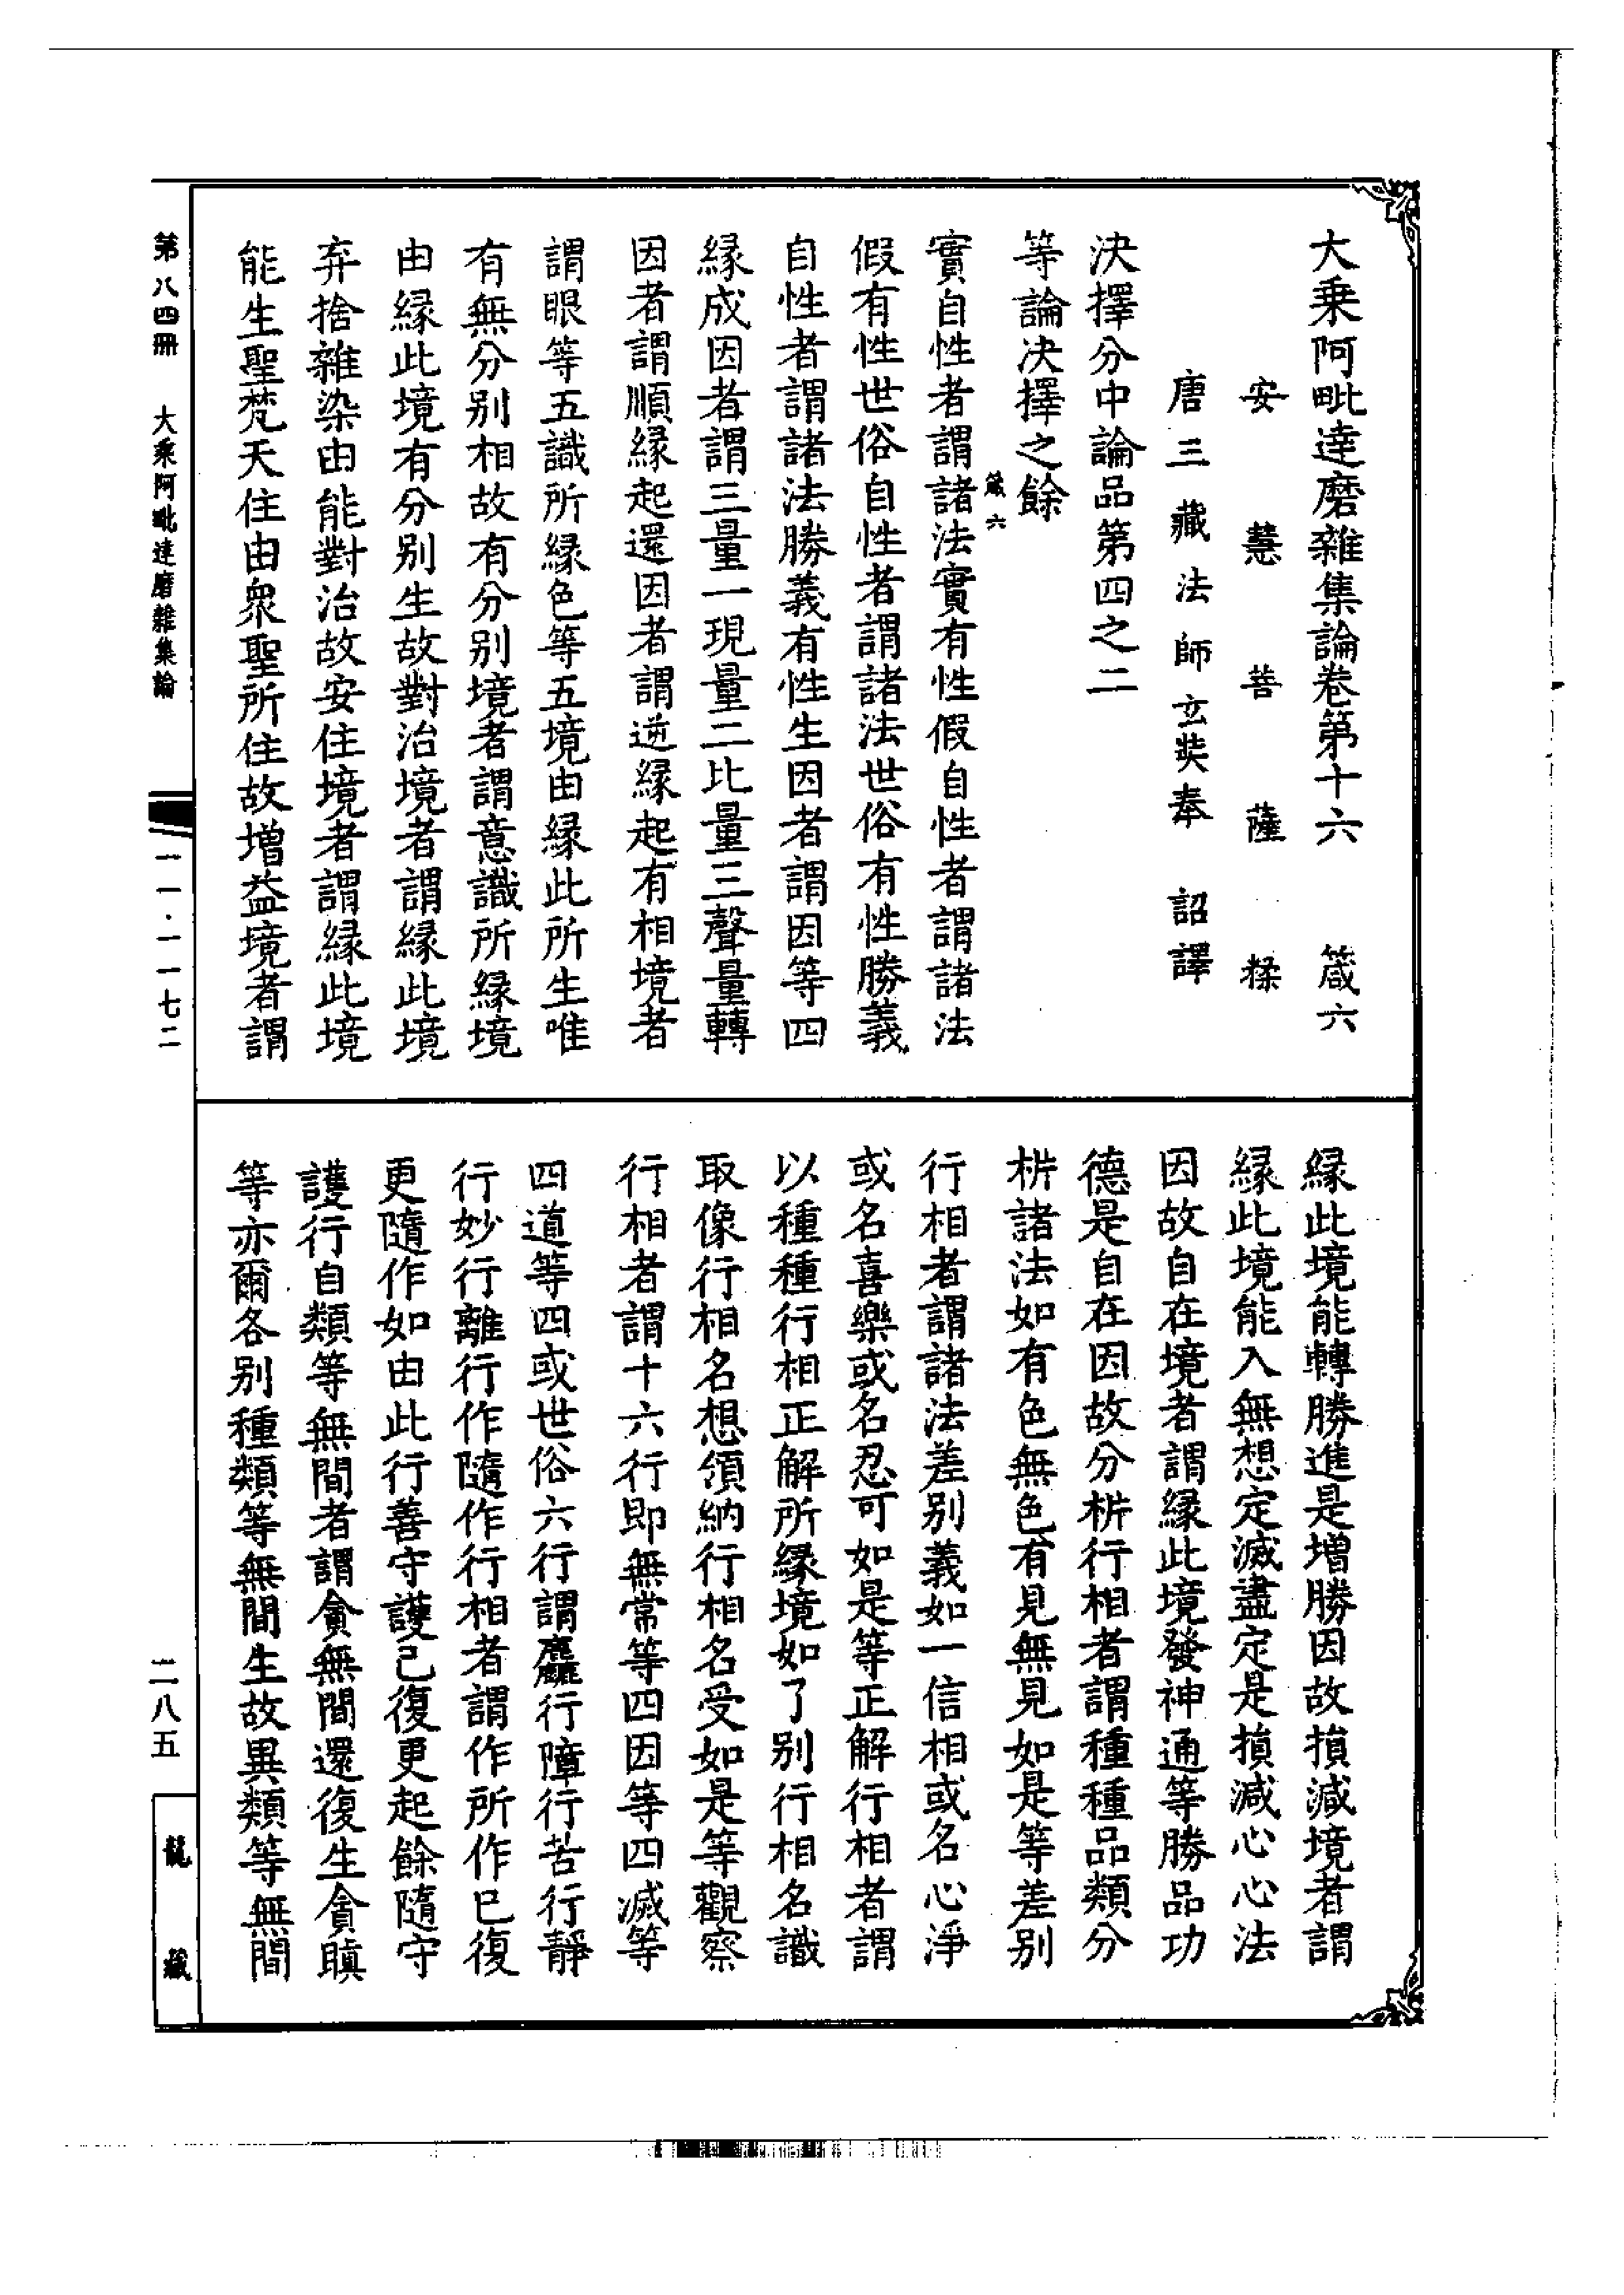 大乗阿毗達磨雜集論卷第十六　箴六
安慧菩薩糅
唐三藏法師玄奘奉詔譯
決擇分中論品第四之二
等論决擇之餘
箴六
實自性者謂諸法實有性假自性者謂諸法
假有性世俗自性者謂諸法世俗有性勝義
自性者謂諸法勝義有性生因者謂因等四
緣成因者謂三量一現量二比量三聲量轉
因者謂順緣起還因者謂逆緣起有相境者
謂眼等五識所緣色等五境由緣此所生唯
有無分別相故有分別境者謂意識所緣境
由緣此境有分別生故對治境者謂緣此境
弃捨雜染由能對治故安住境者謂緣此境
能生聖梵天住由衆聖所住故增益境者謂
緣此境能轉勝進是增勝因故損減境者謂
緣此境能入無想定滅盡定是損減心心法
因故自在境者謂緣此境發神通等勝品功
德是自在因故分析行相者謂種種品類分
析諸法如有色無色有見無見如是等差別
行相者謂諸法差別義如一信相或名心淨
或名喜樂或名忍可如是等正解行相者謂
以種種行相正解所緣境如了別行相名識
取像行相名想領納行相名受如是等觀察
行相者謂十六行即無常等四因等四滅等
四道等四或世俗六行謂麤行障行苦行靜
行妙行離行作隨作行相者謂作所作已復
更隨作如由此行善守護已復更起餘隨守
護行自類等無間者謂貪無間還復生貪瞋
等亦爾各別種類等無間生故異類等無間
第八四冊　大乘阿毗達磨雜集論
一一·一一七二
二八五
龍藏